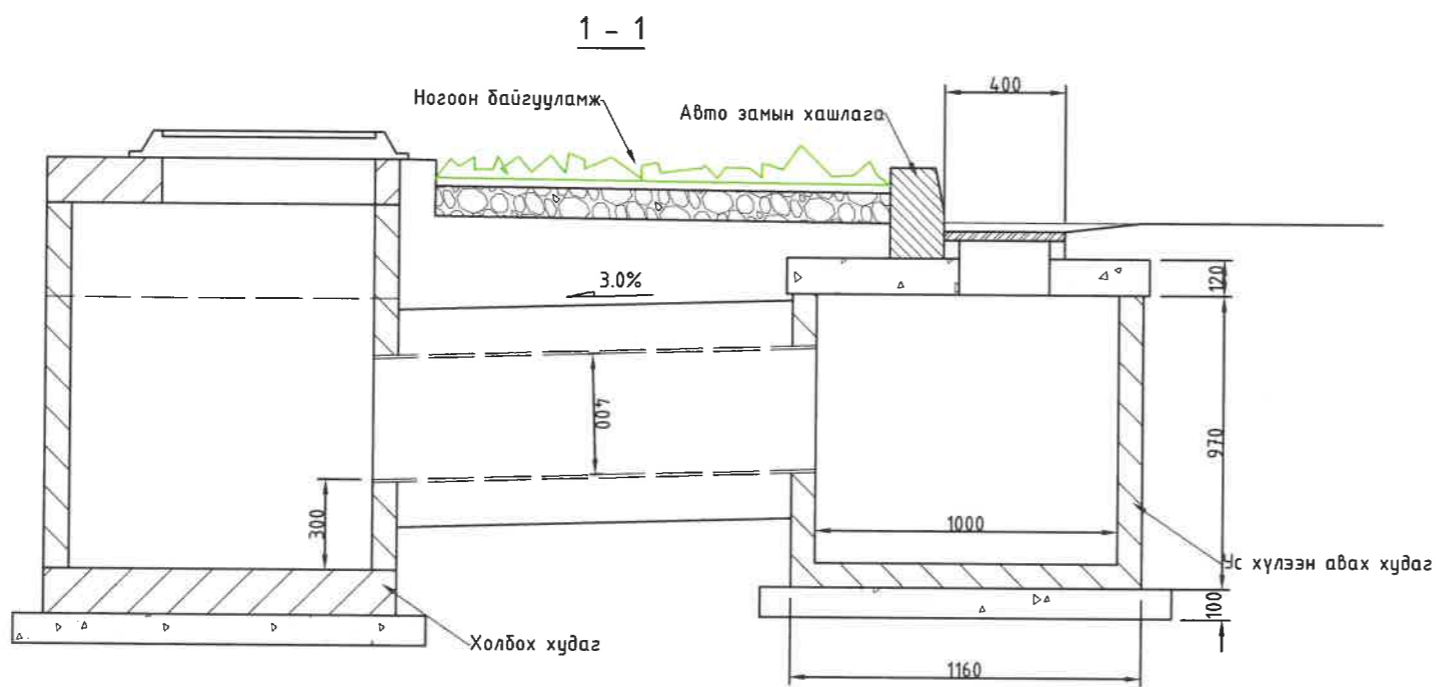 1 - 1
400
Ногоон байгууламж
Авто замын хашлага
3.0%
120
400
970
300
1000
Ус хүлээн авах худаг
100
Холбох худаг
1160